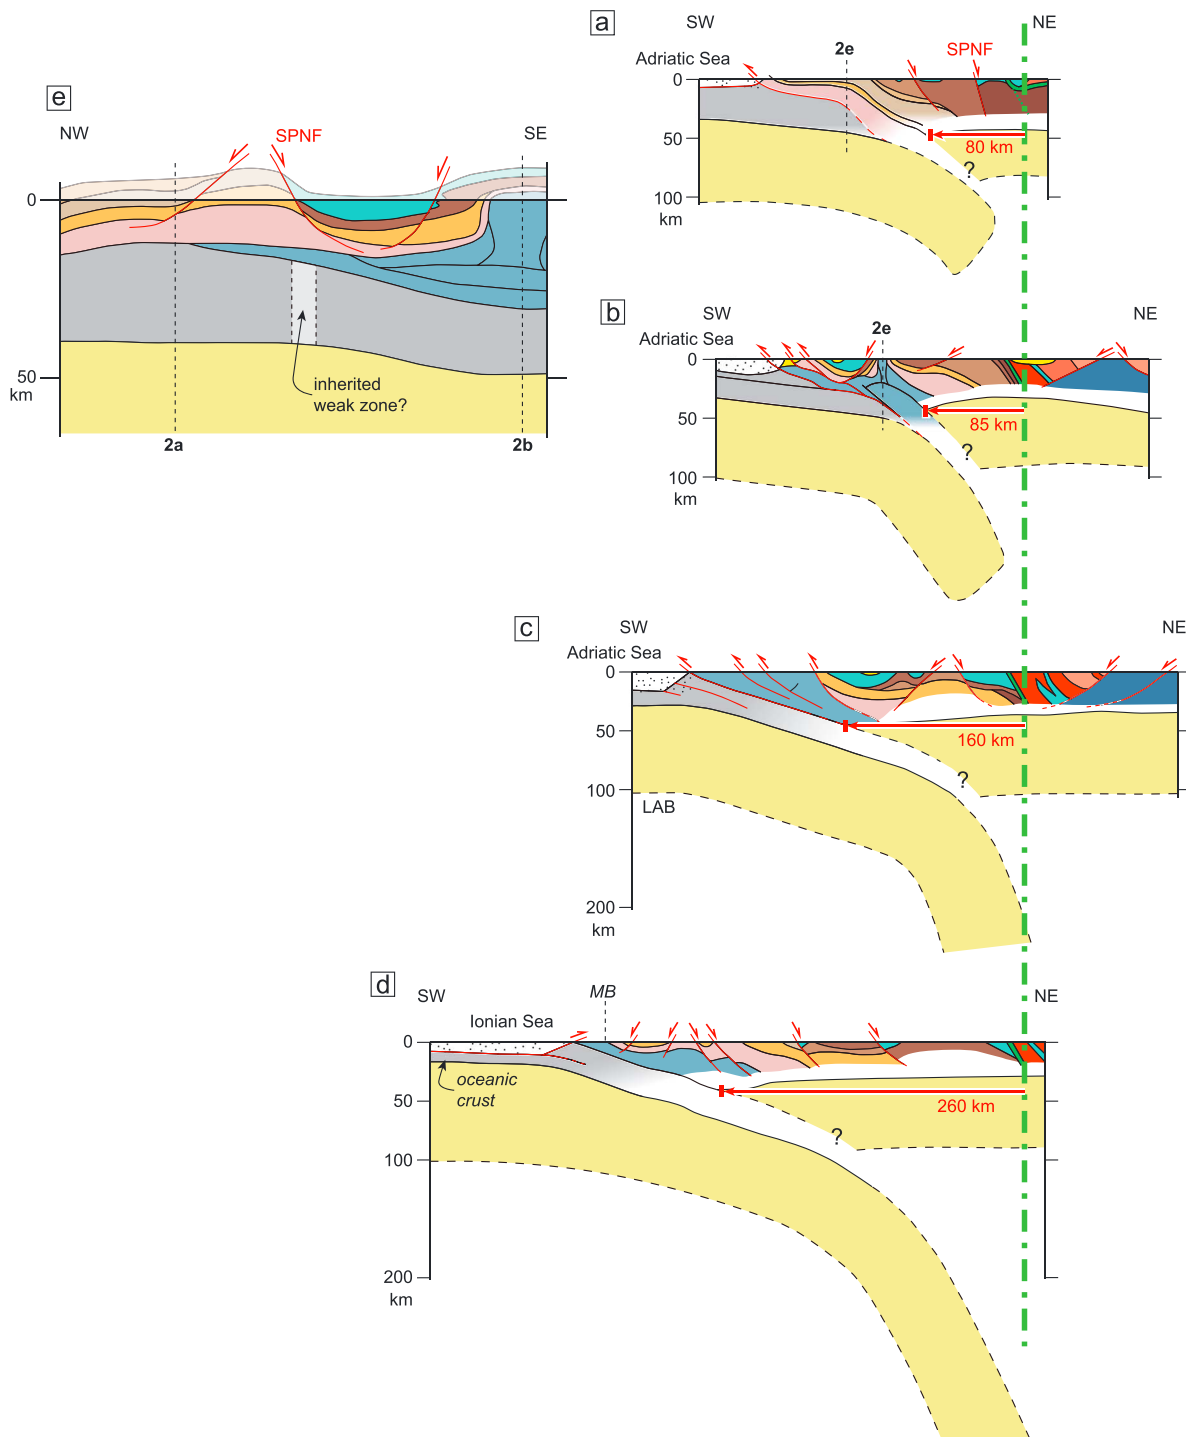 a
SW
NE
2e
SPNF
Adriatic Sea
0
50
100
km
80 km
?
e
NW
SPNF
SE
0
50
km
inherited
weak zone?
2a
2b
b
SW
NE
Adriatic Sea
2e
0
50
100
km
85 km
?
c
SW
NE
Adriatic Sea
0
50
100
200
km
160 km
?
LAB
d
SW
MB
NE
Ionian Sea
0
50
100
200
km
oceanic
crust
260 km
?